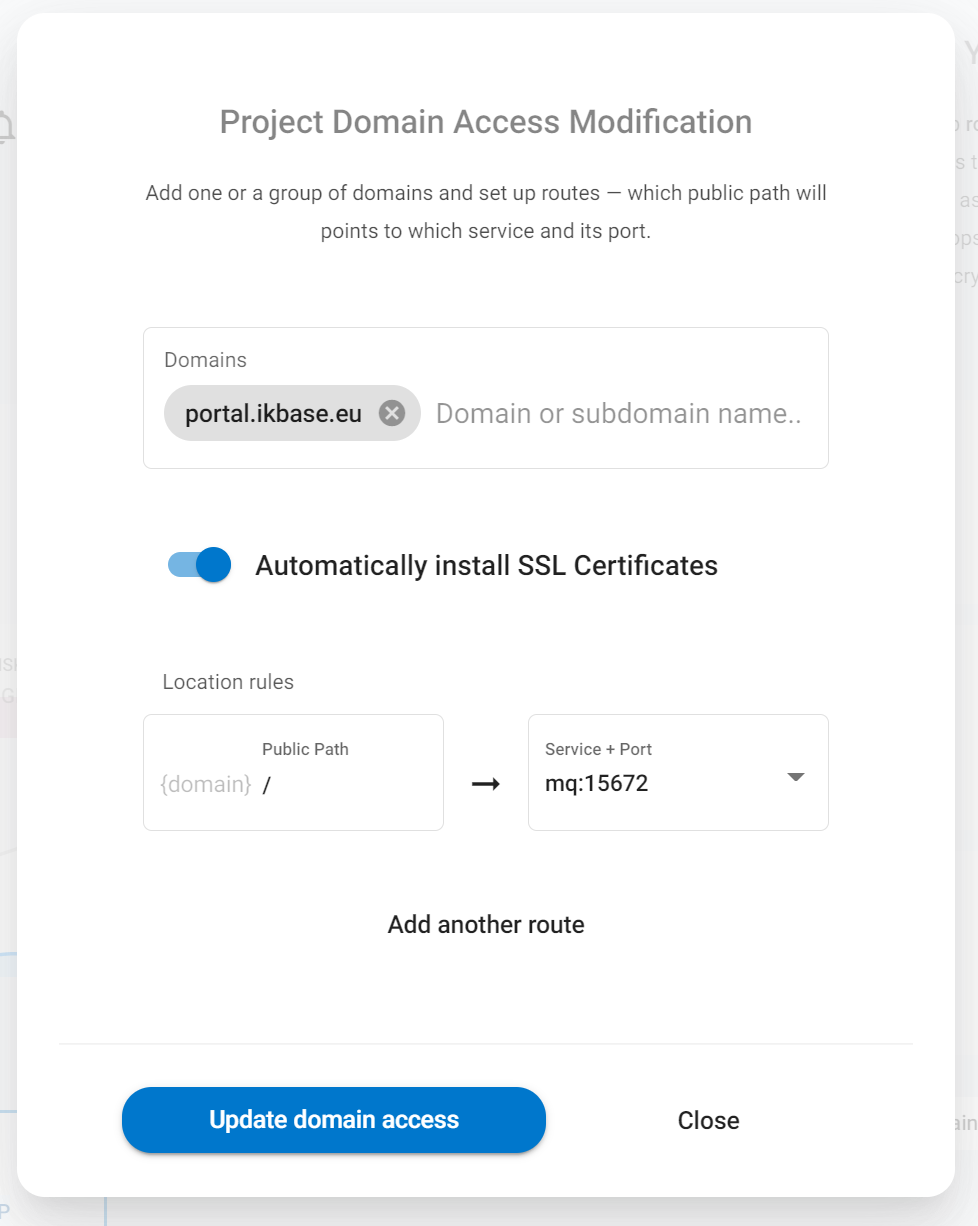 Project Domain Access Modification
Add one or a group of domains and set up routes — which public path will
points to which service and its port.
Domains
portal.ikbase.eu
Domain or subdomain name..
Automatically install SSL Certificates
Location rules
Public Path
{domain} /
Service + Port
mq:15672
Add another route
Update domain access
Close